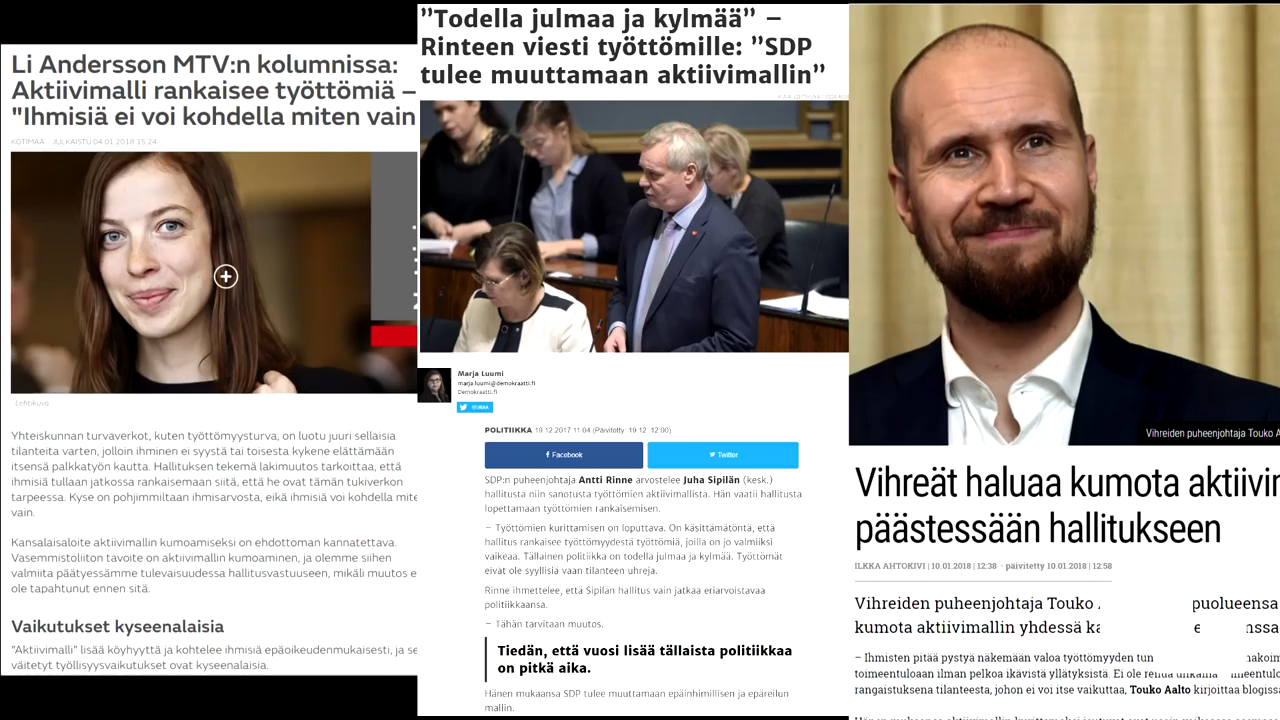 Li Andersson MTV:n kolumnissa:
Aktiivimalli rankaisee työttömiä –
"Ihmisiä ei voi kohdella miten vain
KOTIMAA JULKAISTU 04.01.2018 15:24
Lehtikuva
Yhteiskunnan turvaverkot, kuten työttömyysturva, on luotu juuri sellaisia
tilanteita varten, jolloin ihminen ei syystä tai toisesta kykene elättämään
itsensä palkkatyön kautta. Hallituksen tekemä lakimuutos tarkoittaa, että
ihmisiä tullaan jatkossa rankaisemaan siitä, että he ovat tämän tukiverkon
tarpeessa. Kyse on pohjimmiltaan ihmisarvosta, eikä ihmisiä voi kohdella mite
vain.
Kansalaisaloite aktiivimallin kumoamiseksi on ehdottoman kannatettava.
Vasemmistoliiton tavoite on aktiivimallin kumoaminen, ja olemme siihen
valmiita päätyessämme tulevaisuudessa hallitusvastuuseen, mikäli muutos e
ole tapahtunut ennen sitä.
Vaikutukset kyseenalaisia
"Aktiivimalli" lisää köyhyyttä ja kohtelee ihmisiä epäoikeudenmukaisesti, ja se
väitetyt työllisyysvaikutukset ovat kyseenalaisia.
”Todella julmaa ja kylmää” –
Rinteen viesti työttömille: ”SDP
tulee muuttamaan aktiivimallin”
Marja Luumi
marja.luumi@demokraatti.fi
Demokraatti.fi
SEURAA
POLITIIKKA 19.12.2017 11:04 (Päivitetty 19.12. 12:00)
Facebook
Twitter
SDP:n puheenjohtaja Antti Rinne arvostelee Juha Sipilän (kesk.)
hallitusta niin sanotusta työttömien aktiivimallista. Hän vaatii hallitusta
lopettamaan työttömien rankaisemisen.
– Työttömien kurittamisen on loputtava. On käsittämätöntä, että
hallitus rankaisee työttömyydestä työttömiä, joilla on jo valmiiksi
vaikeaa. Tällainen politiikka on todella julmaa ja kylmää. Työttömät
eivät ole syyllisiä vaan tilanteen uhreja.
Rinne ihmettelee, että Sipilän hallitus vain jatkaa eriarvoistavaa
politiikkaansa.
– Tähän tarvitaan muutos.
Tiedän, että vuosi lisää tällaista politiikkaa
on pitkä aika.
Hänen mukaansa SDP tulee muuttamaan epäinhimillisen ja epäreilun
mallin.
Vihreiden puheenjohtaja Touko A
Vihreät haluaa kumota aktiivin
päästessään hallitukseen
ILKKA AHTOKIVI | 10.01.2018 | 12:38 · päivitetty 10.01.2018 | 12:58
Vihreiden puheenjohtaja Touko puolueensa
kumota aktiivimallin yhdessä ka e nssa
– Ihmisten pitää pystyä näkemään valoa työttömyyden tun
toimeentuloaan ilman pelkoa ikävistä yllätyksistä. Ei ole
rangaistuksena tilanteesta, johon ei voi itse vaikuttaa, Touko Aalto kirjoittaa blogissa